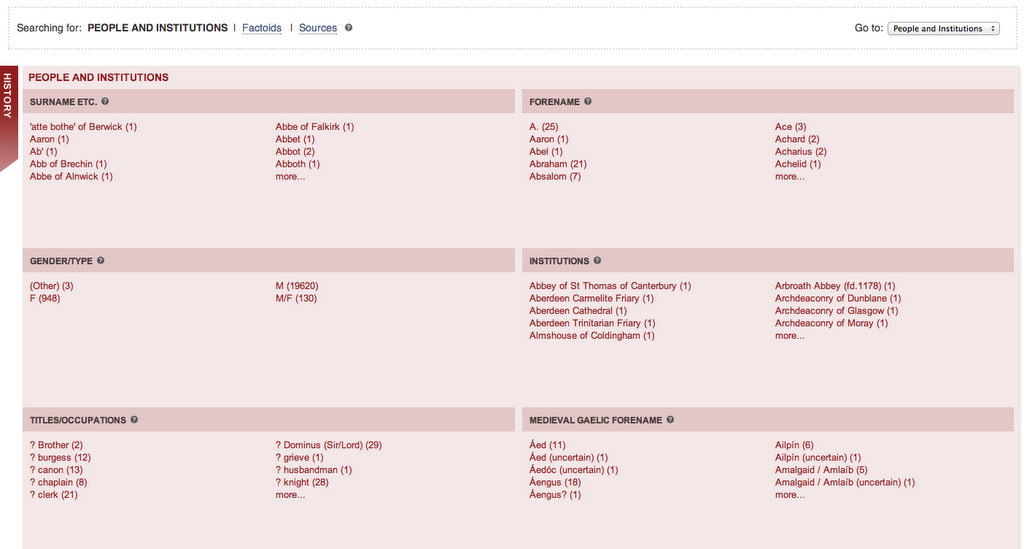 Searching for: PEOPLE AND INSTITUTIONS | Factoids | Sources ?
Go to: People and Institutions
HISTORY
PEOPLE AND INSTITUTIONS
SURNAME ETC. ?
'atte bothe' of Berwick (1)
Aaron (1)
Ab' (1)
Abb of Brechin (1)
Abbe of Alnwick (1)
Abbe of Falkirk (1)
Abbet (1)
Abbot (2)
Abboth (1)
more...
FORENAME ?
A. (25)
Aaron (1)
Abel (1)
Abraham (21)
Absalom (7)
Ace (3)
Achard (2)
Acharius (2)
Achelid (1)
more...
GENDER/TYPE ?
(Other) (3)
F (948)
M (19620)
M/F (130)
INSTITUTIONS ?
Abbey of St Thomas of Canterbury (1)
Aberdeen Carmelite Friary (1)
Aberdeen Cathedral (1)
Aberdeen Trinitarian Friary (1)
Almshouse of Coldingham (1)
Arbroath Abbey (fd.1178) (1)
Archdeaconry of Dunblane (1)
Archdeaconry of Glasgow (1)
Archdeaconry of Moray (1)
more...
TITLES/OCCUPATIONS ?
? Brother (2)
? burgess (12)
? canon (13)
? chaplain (8)
? clerk (21)
? Dominus (Sir/Lord) (29)
? grieve (1)
? husbandman (1)
? knight (28)
more...
MEDIEVAL GAELIC FORENAME ?
Áed (11)
Áed (uncertain) (1)
Áedóc (uncertain) (1)
Áengus (18)
Áengus? (1)
Ailpín (6)
Ailpín (uncertain) (1)
Amalgaid / Amlaíb (5)
Amalgaid / Amlaíb (uncertain) (1)
more...